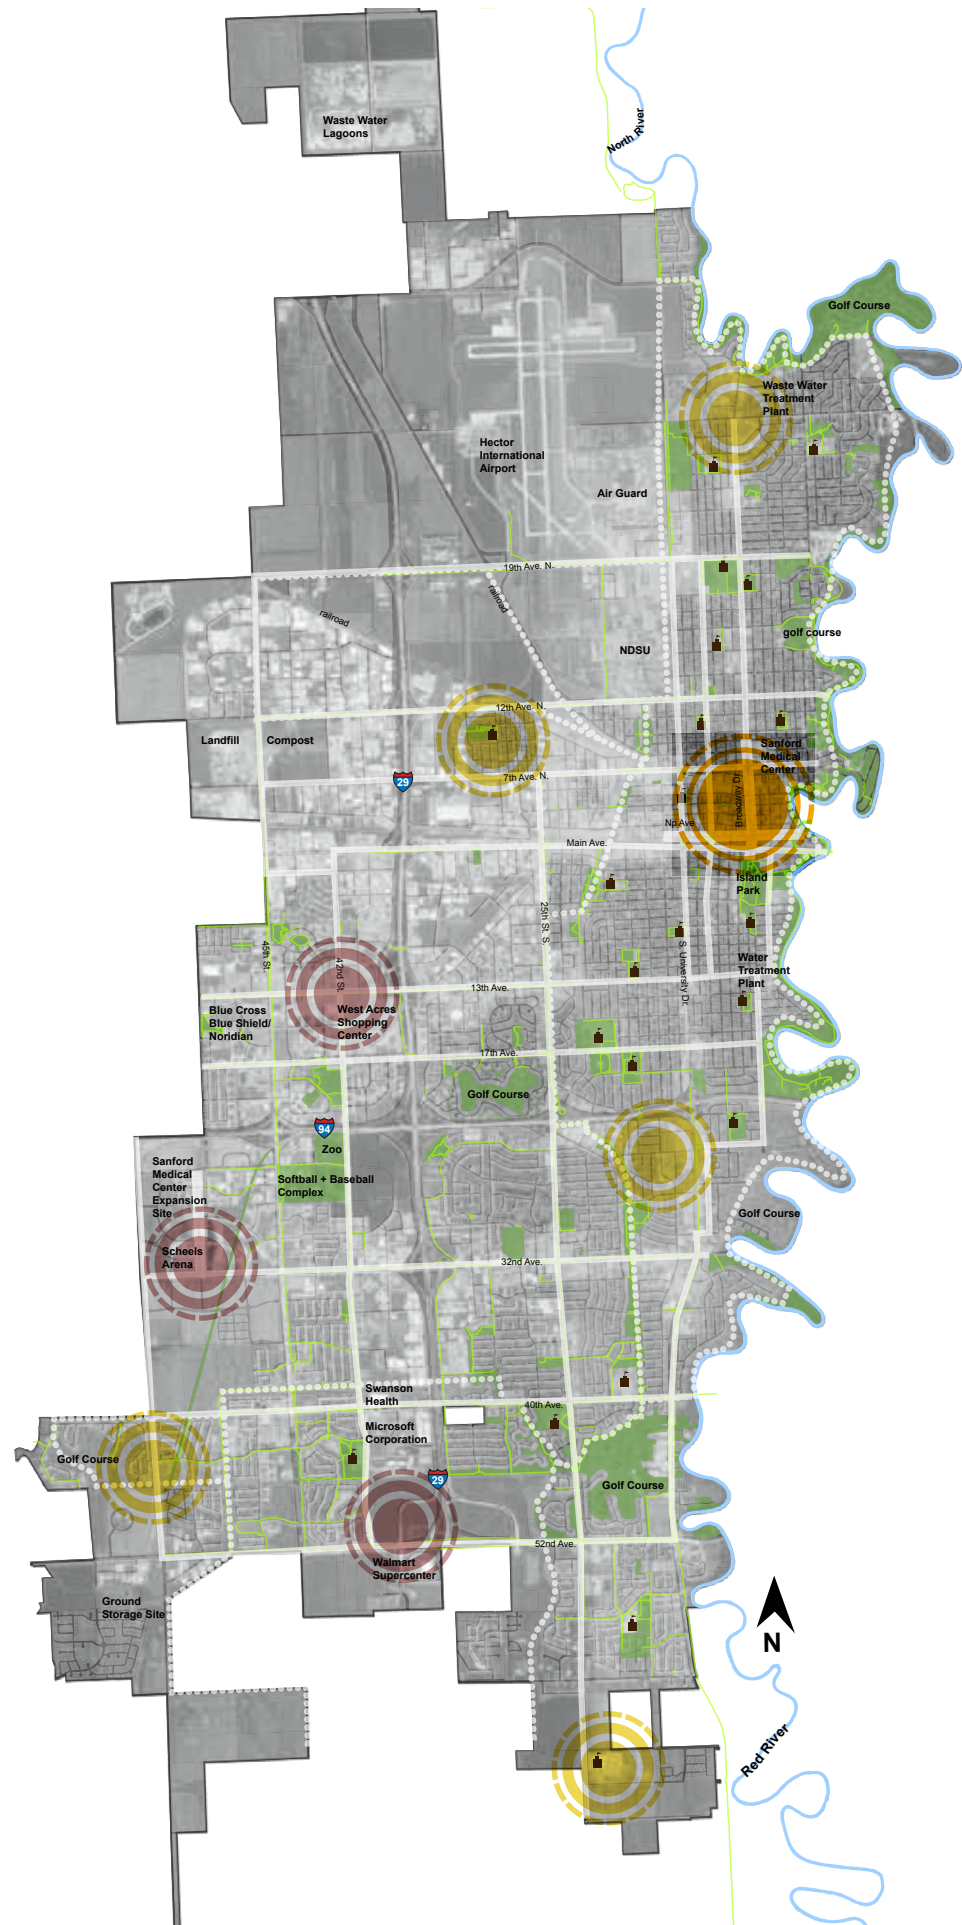 North River
Waste Water
Lagoons
Golf Course
Waste Water
Treatment
Plant
Hector
International
Airport
Air Guard
19th Ave. N.
railroad
railroad
golf course
NDSU
12th Ave. N.
Landfill
Compost
Sanford
Medical
Center
7th Ave. N.
29
Broadway Dr.
Np Ave
Main Ave.
Island
Park
25th St. S.
45th St.
42nd St.
S. University Dr.
Water
Treatment
Plant
13th Ave.
Blue Cross
Blue Shield/
Noridian
West Acres
Shopping
Center
17th Ave.
Golf Course
94
Zoo
Sanford
Medical
Center
Expansion
Site
Softball + Baseball
Complex
Golf Course
Scheels
Arena
32nd Ave.
Swanson
Health
40th Ave.
Microsoft
Corporation
Golf Course
29
Golf Course
52nd Ave.
Walmart
Supercenter
Ground
Storage Site
N
Red River